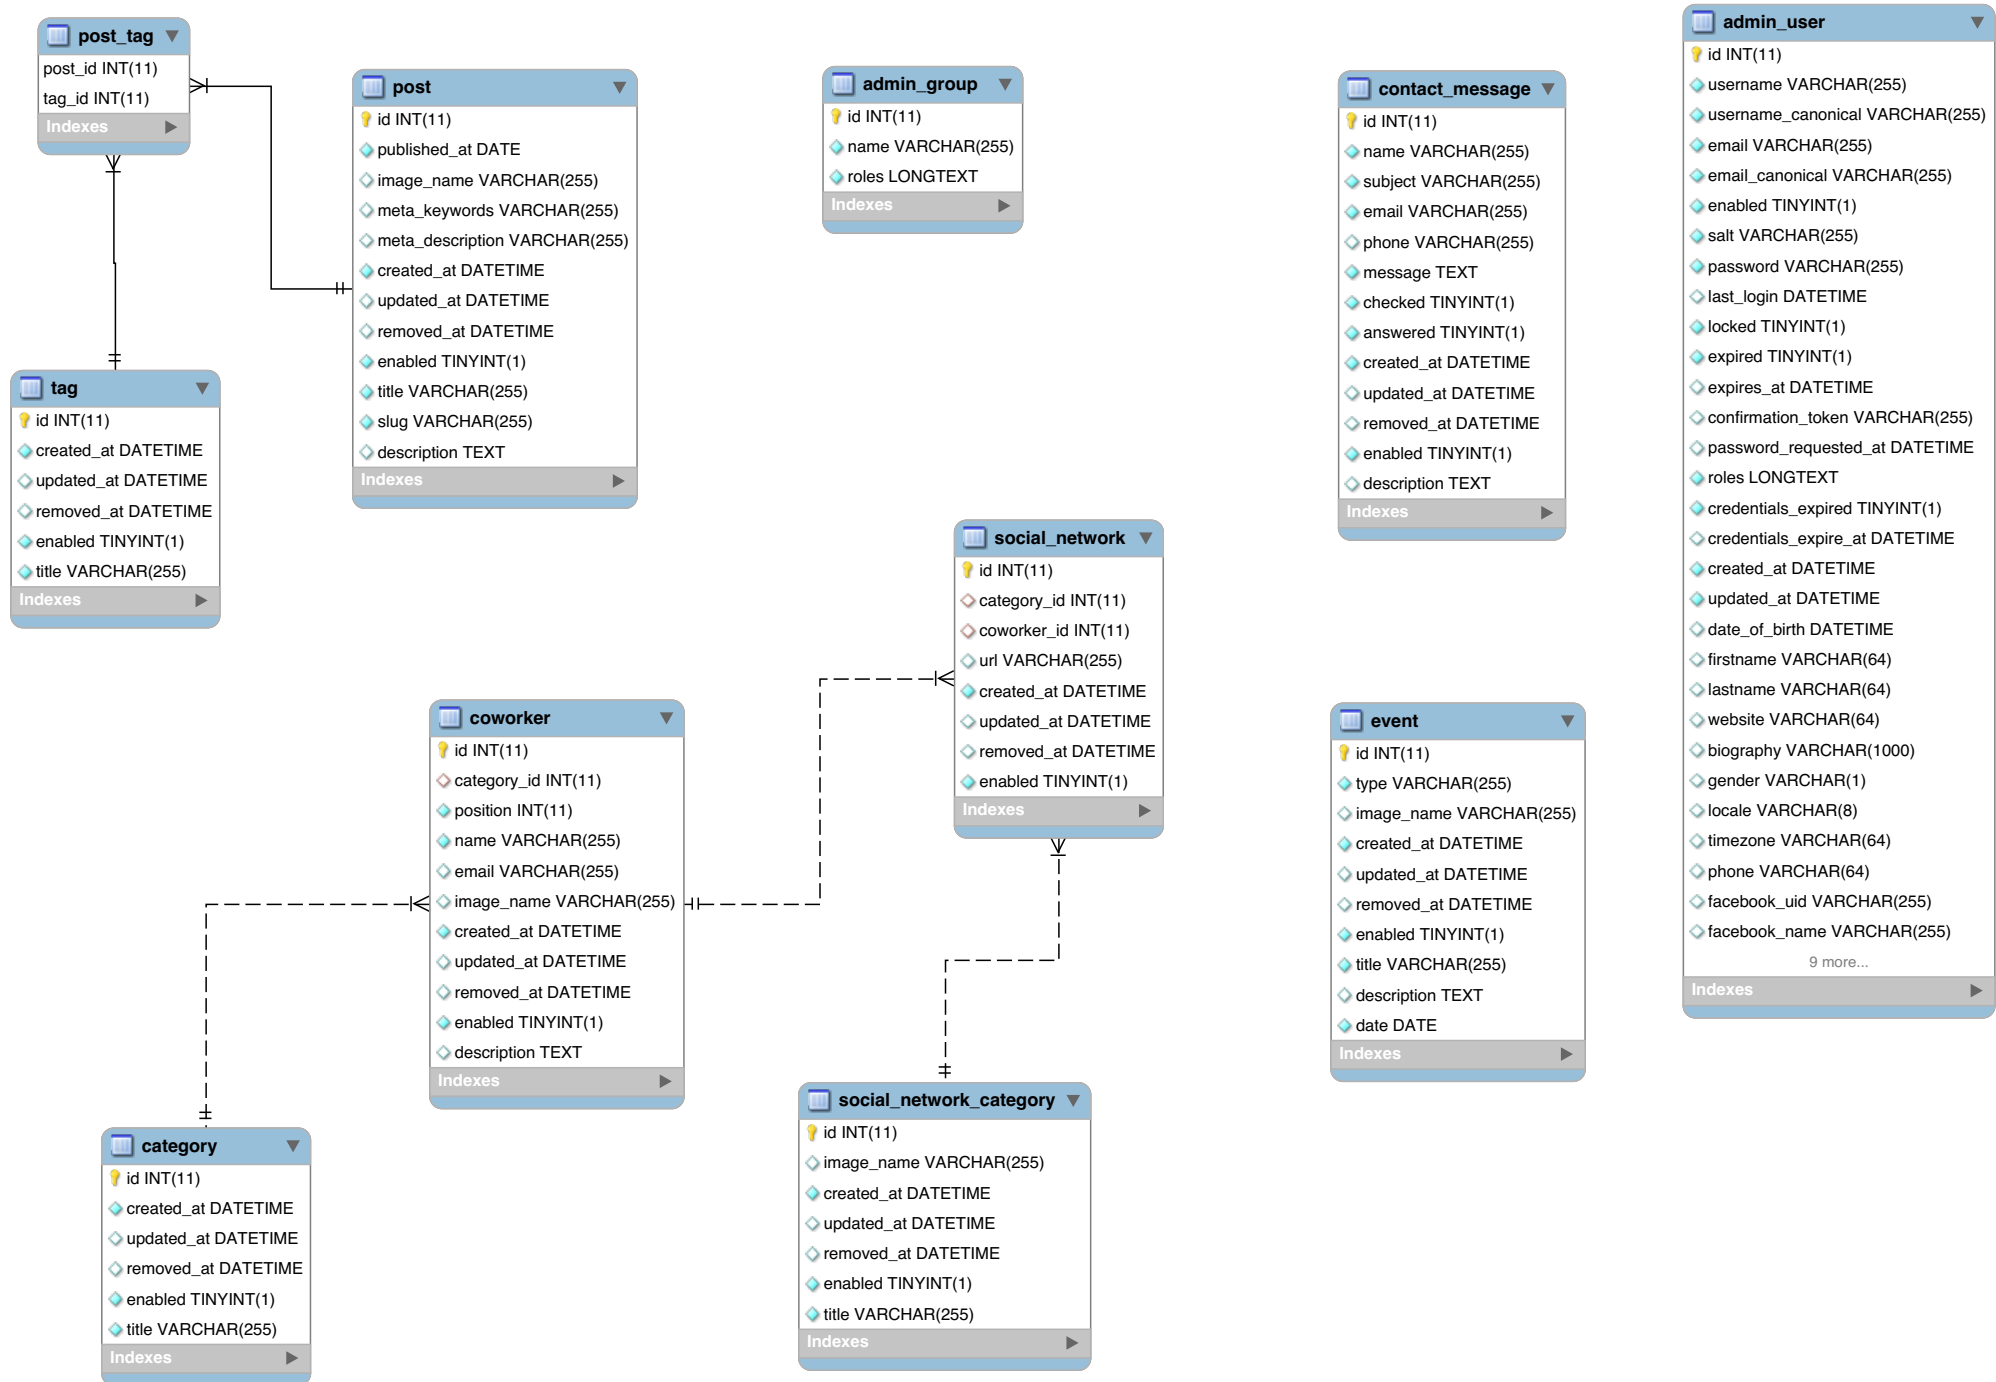 post_tag
post_id INT(11)
tag_id INT(11)
Indexes
post
id INT(11)
published_at DATE
image_name VARCHAR(255)
meta_keywords VARCHAR(255)
meta_description VARCHAR(255)
created_at DATETIME
updated_at DATETIME
removed_at DATETIME
enabled TINYINT(1)
title VARCHAR(255)
slug VARCHAR(255)
description TEXT
Indexes
admin_group
id INT(11)
name VARCHAR(255)
roles LONGTEXT
Indexes
contact_message
id INT(11)
name VARCHAR(255)
subject VARCHAR(255)
email VARCHAR(255)
phone VARCHAR(255)
message TEXT
checked TINYINT(1)
answered TINYINT(1)
created_at DATETIME
updated_at DATETIME
removed_at DATETIME
enabled TINYINT(1)
description TEXT
Indexes
admin_user
id INT(11)
username VARCHAR(255)
username_canonical VARCHAR(255)
email VARCHAR(255)
email_canonical VARCHAR(255)
enabled TINYINT(1)
salt VARCHAR(255)
password VARCHAR(255)
last_login DATETIME
locked TINYINT(1)
expired TINYINT(1)
expires_at DATETIME
confirmation_token VARCHAR(255)
password_requested_at DATETIME
roles LONGTEXT
credentials_expired TINYINT(1)
credentials_expire_at DATETIME
created_at DATETIME
updated_at DATETIME
date_of_birth DATETIME
firstname VARCHAR(64)
lastname VARCHAR(64)
website VARCHAR(64)
biography VARCHAR(1000)
gender VARCHAR(1)
locale VARCHAR(8)
timezone VARCHAR(64)
phone VARCHAR(64)
facebook_uid VARCHAR(255)
facebook_name VARCHAR(255)
9 more...
Indexes
tag
id INT(11)
created_at DATETIME
updated_at DATETIME
removed_at DATETIME
enabled TINYINT(1)
title VARCHAR(255)
Indexes
social_network
id INT(11)
category_id INT(11)
coworker_id INT(11)
url VARCHAR(255)
created_at DATETIME
updated_at DATETIME
removed_at DATETIME
enabled TINYINT(1)
Indexes
coworker
id INT(11)
category_id INT(11)
position INT(11)
name VARCHAR(255)
email VARCHAR(255)
image_name VARCHAR(255)
created_at DATETIME
updated_at DATETIME
removed_at DATETIME
enabled TINYINT(1)
description TEXT
Indexes
event
id INT(11)
type VARCHAR(255)
image_name VARCHAR(255)
created_at DATETIME
updated_at DATETIME
removed_at DATETIME
enabled TINYINT(1)
title VARCHAR(255)
description TEXT
date DATE
Indexes
social_network_category
id INT(11)
image_name VARCHAR(255)
created_at DATETIME
updated_at DATETIME
removed_at DATETIME
enabled TINYINT(1)
title VARCHAR(255)
Indexes
category
id INT(11)
created_at DATETIME
updated_at DATETIME
removed_at DATETIME
enabled TINYINT(1)
title VARCHAR(255)
Indexes